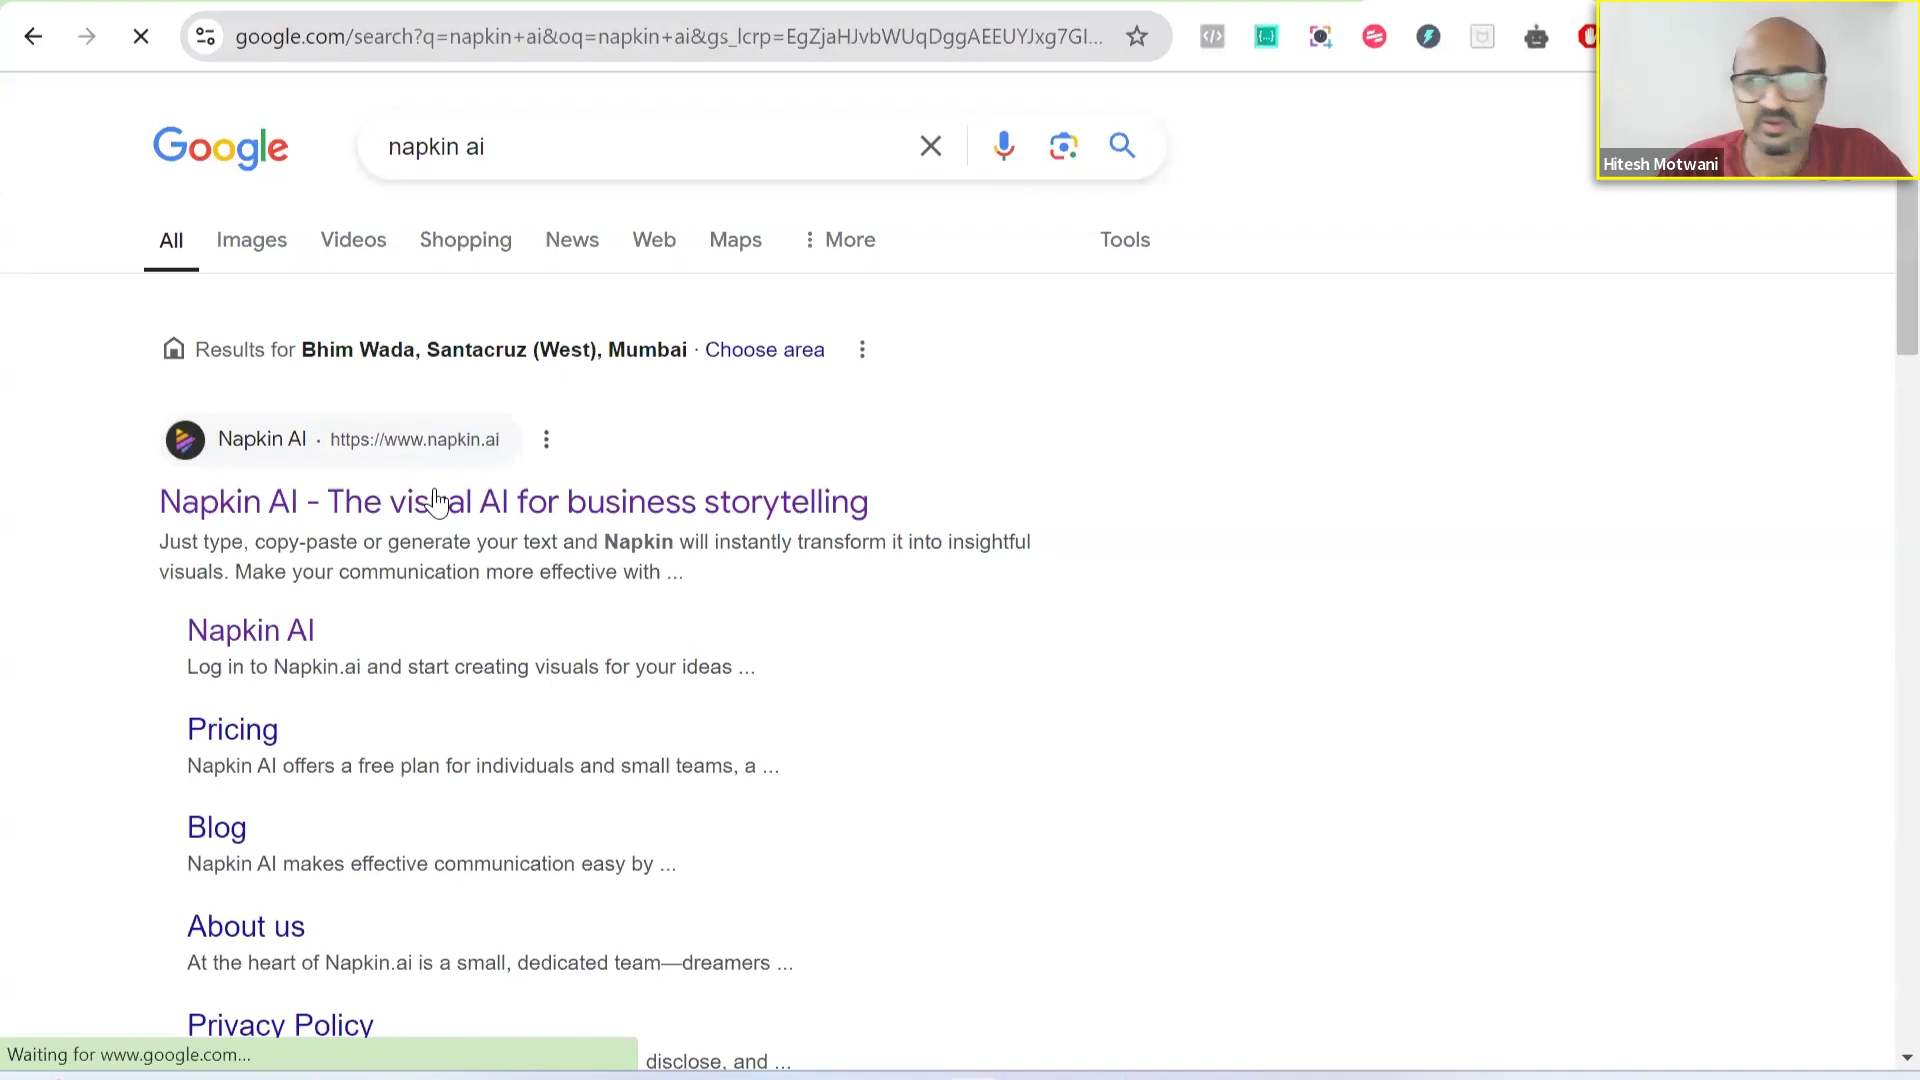 google.com/search?q=napkin+ai&oq=napkin+ai&gs_lcrp=EgZjaHJvbWUqDggAEEUYJxg7GI...
Hitesh Motwani
Google
napkin ai
All Images Videos Shopping News Web Maps More Tools
Results for Bhim Wada, Santacruz (West), Mumbai · Choose area
Napkin AI · https://www.napkin.ai
Napkin AI - The visual AI for business storytelling
Just type, copy-paste or generate your text and Napkin will instantly transform it into insightful
visuals. Make your communication more effective with ...
Napkin AI
Log in to Napkin.ai and start creating visuals for your ideas ...
Pricing
Napkin AI offers a free plan for individuals and small teams, a ...
Blog
Napkin AI makes effective communication easy by ...
About us
At the heart of Napkin.ai is a small, dedicated team—dreamers ...
Privacy Policy
disclose, and ...
Waiting for www.google.com...